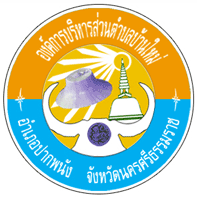 องค์การบริหารส่วนตำบลบ้านใหม่
อำเภอปากพนัง จังหวัดนครศรีธรรมราช